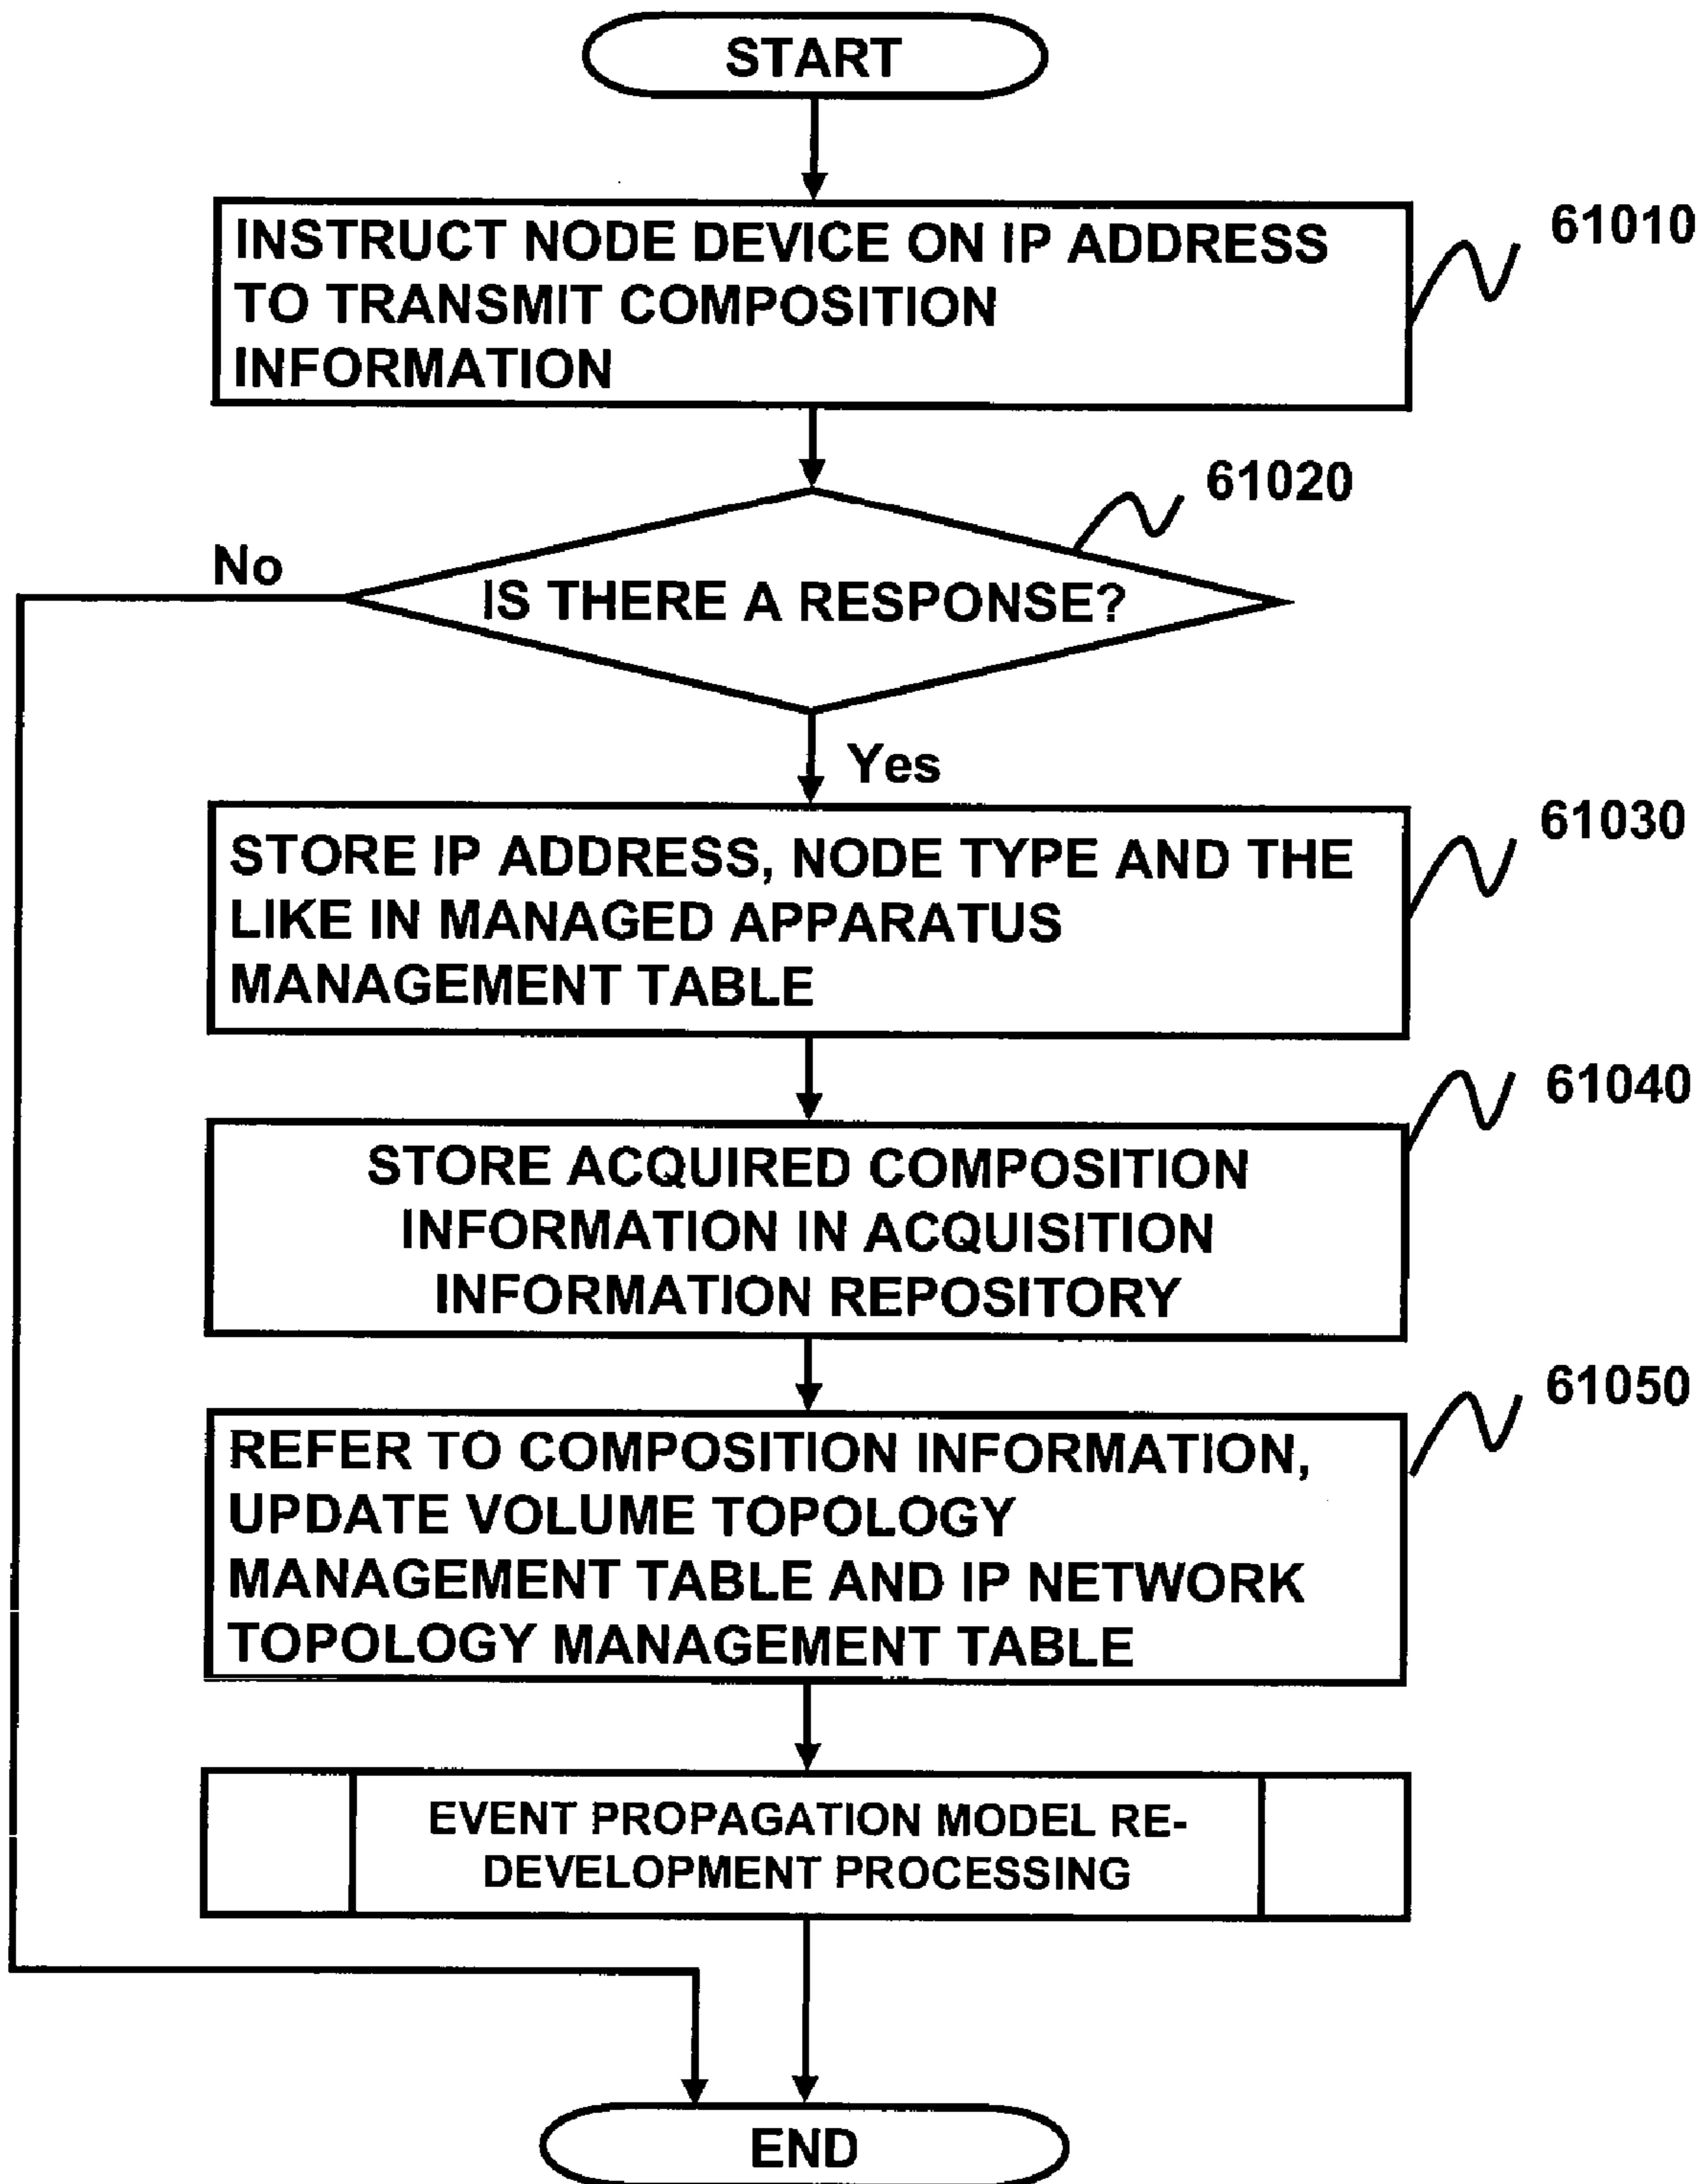 START
INSTRUCT NODE DEVICE ON IP ADDRESS
TO TRANSMIT COMPOSITION
INFORMATION
61010
61020
No
IS THERE A RESPONSE?
Yes
61030
STORE IP ADDRESS, NODE TYPE AND THE
LIKE IN MANAGED APPARATUS
MANAGEMENT TABLE
61040
STORE ACQUIRED COMPOSITION
INFORMATION IN ACQUISITION
INFORMATION REPOSITORY
61050
REFER TO COMPOSITION INFORMATION,
UPDATE VOLUME TOPOLOGY
MANAGEMENT TABLE AND IP NETWORK
TOPOLOGY MANAGEMENT TABLE
EVENT PROPAGATION MODEL RE-
DEVELOPMENT PROCESSING
END